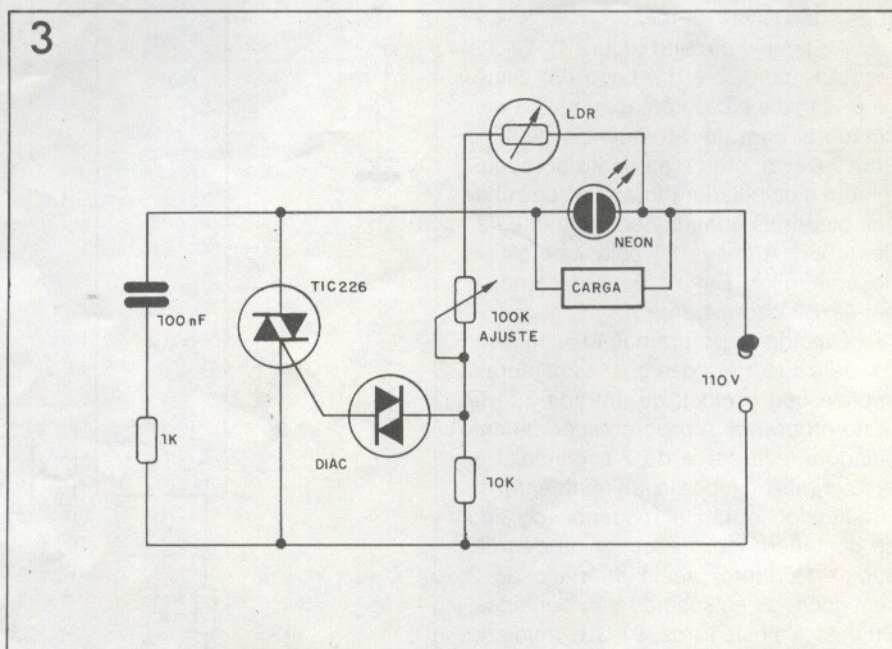 3
LDR
NEON
TIC226
100nF
100K
AJUSTE
CARGA
110V
1K
DIAC
10K